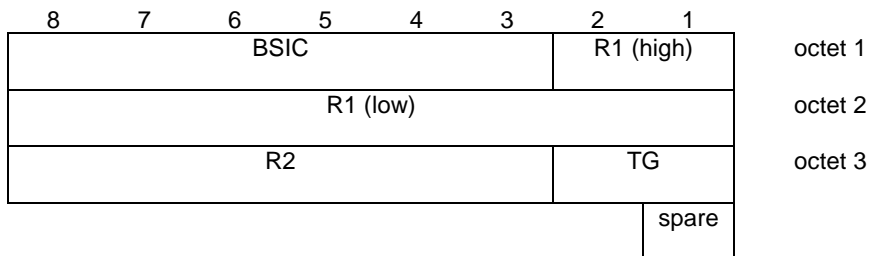 8 7 6 5 4 3 2 1
BSIC R1 (high) octet 1
R1 (low) octet 2
R2 TG octet 3
spare